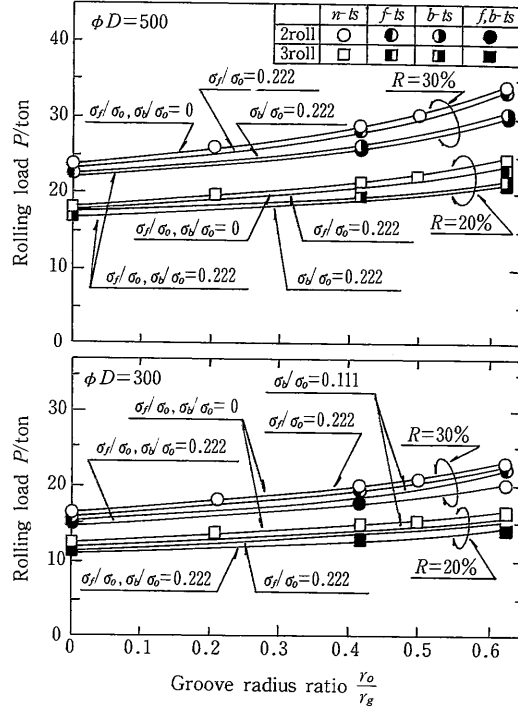 n-ts f-ts b-ts f,b-ts
2roll
3roll
φD=500
σf/σo=0.222
R=30%
σf/σo, σb/σo=0
σb/σo=0.222
R=20%
σf/σo, σb/σo=0
σf/σo=0.222
σf/σo, σb/σo=0.222
σb/σo=0.222
40
30
20
10
0
Rolling load P/ton
φD=300
σb/σo=0.111
σf/σo, σb/σo=0
σf/σo=0.222
R=30%
σf/σo, σb/σo=0.222
σf/σo, σb/σo=0.222
σf/σo=0.222
R=20%
30
20
10
0
Rolling load P/ton
0 0.1 0.2 0.3 0.4 0.5 0.6
Groove radius ratio ro/rg